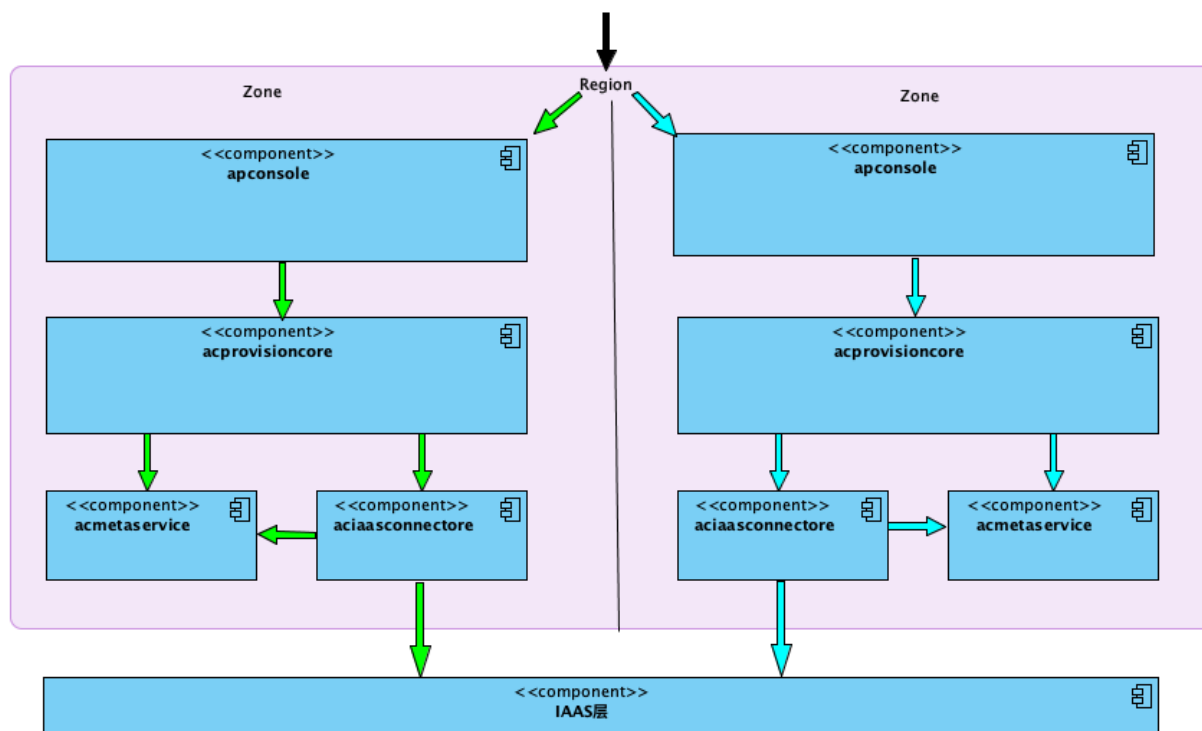 Region
Zone
Zone
<<component>>
apconsole
<<component>>
apconsole
<<component>>
acprovisioncore
<<component>>
acprovisioncore
<<component>>
acmetaservice
<<component>>
aciaasconnectore
<<component>>
aciaasconnectore
<<component>>
acmetaservice
<<component>>
IAAS层